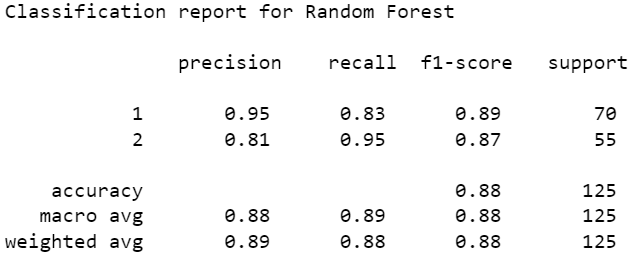 Classification report for Random Forest
precision recall f1-score support
1 0.95 0.83 0.89 70
2 0.81 0.95 0.87 55
accuracy 0.88 125
macro avg 0.88 0.89 0.88 125
weighted avg 0.89 0.88 0.88 125